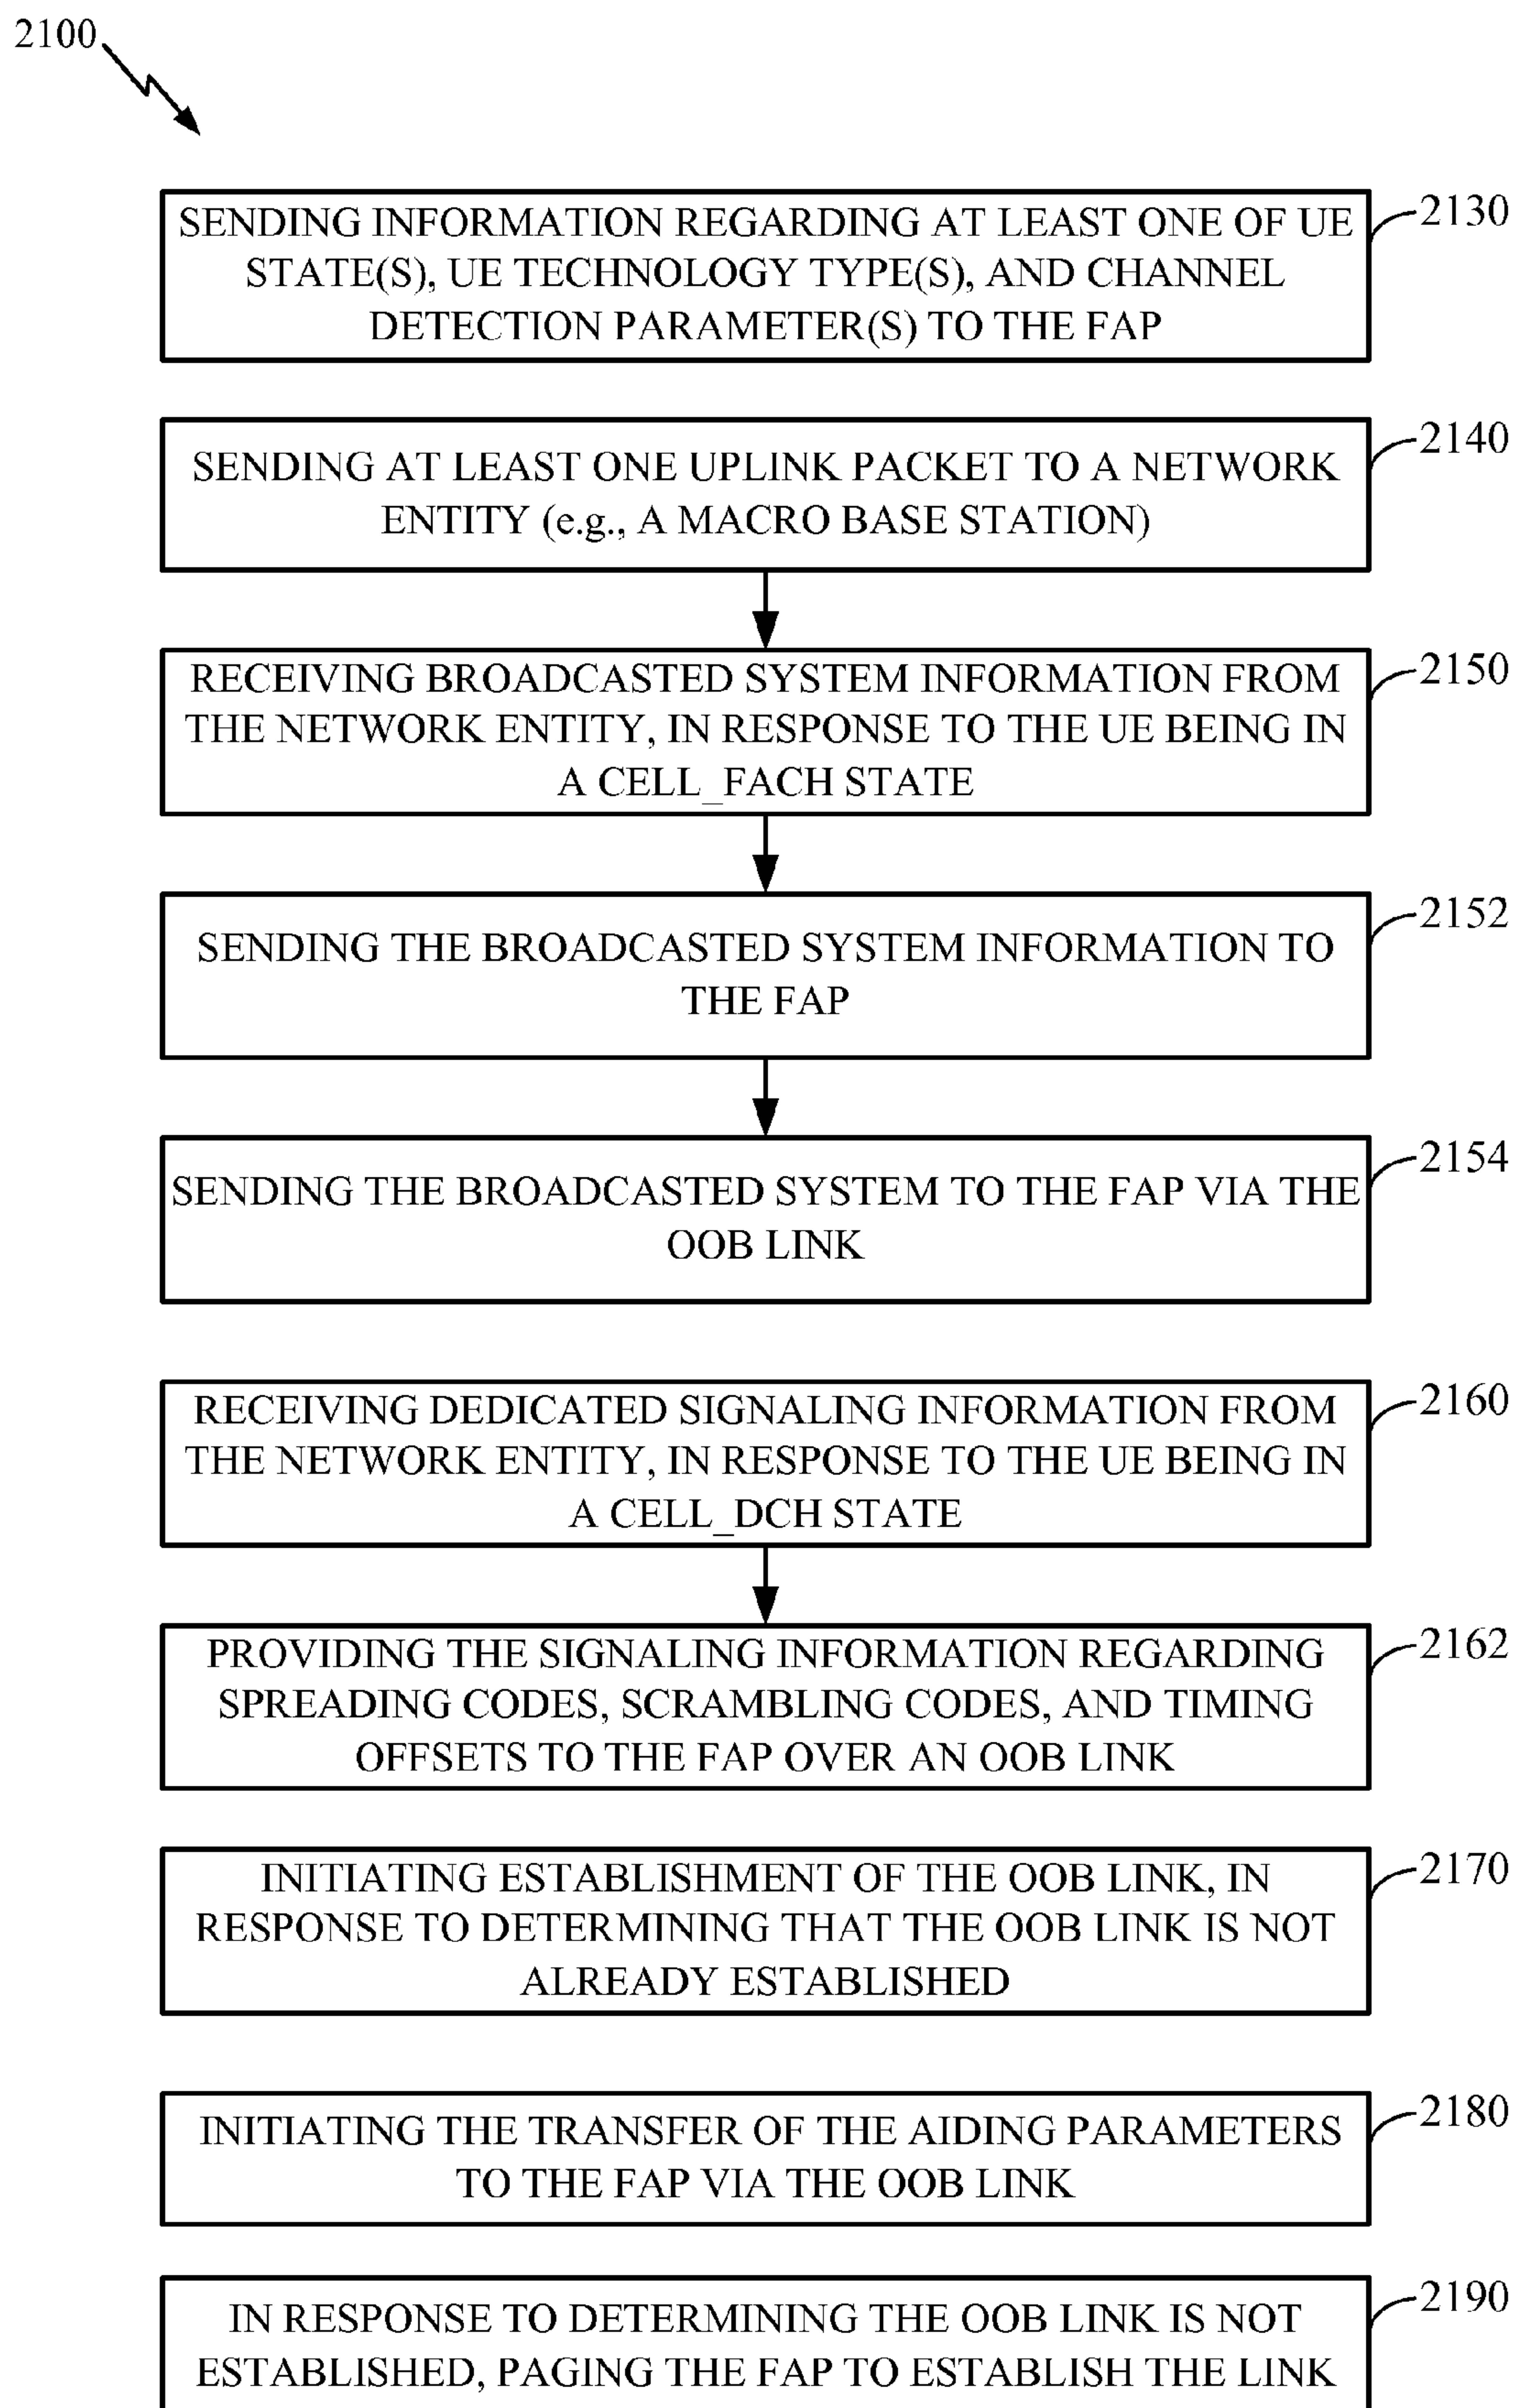 2100
SENDING INFORMATION REGARDING AT LEAST ONE OF UE
STATE(S), UE TECHNOLOGY TYPE(S), AND CHANNEL
DETECTION PARAMETER(S) TO THE FAP
2130
SENDING AT LEAST ONE UPLINK PACKET TO A NETWORK
ENTITY (e.g., A MACRO BASE STATION)
2140
RECEIVING BROADCASTED SYSTEM INFORMATION FROM
THE NETWORK ENTITY, IN RESPONSE TO THE UE BEING IN
A CELL_FACH STATE
2150
SENDING THE BROADCASTED SYSTEM INFORMATION TO
THE FAP
2152
SENDING THE BROADCASTED SYSTEM TO THE FAP VIA THE
OOB LINK
2154
RECEIVING DEDICATED SIGNALING INFORMATION FROM
THE NETWORK ENTITY, IN RESPONSE TO THE UE BEING IN
A CELL_DCH STATE
2160
PROVIDING THE SIGNALING INFORMATION REGARDING
SPREADING CODES, SCRAMBLING CODES, AND TIMING
OFFSETS TO THE FAP OVER AN OOB LINK
2162
INITIATING ESTABLISHMENT OF THE OOB LINK, IN
RESPONSE TO DETERMINING THAT THE OOB LINK IS NOT
ALREADY ESTABLISHED
2170
INITIATING THE TRANSFER OF THE AIDING PARAMETERS
TO THE FAP VIA THE OOB LINK
2180
IN RESPONSE TO DETERMINING THE OOB LINK IS NOT
ESTABLISHED, PAGING THE FAP TO ESTABLISH THE LINK
2190